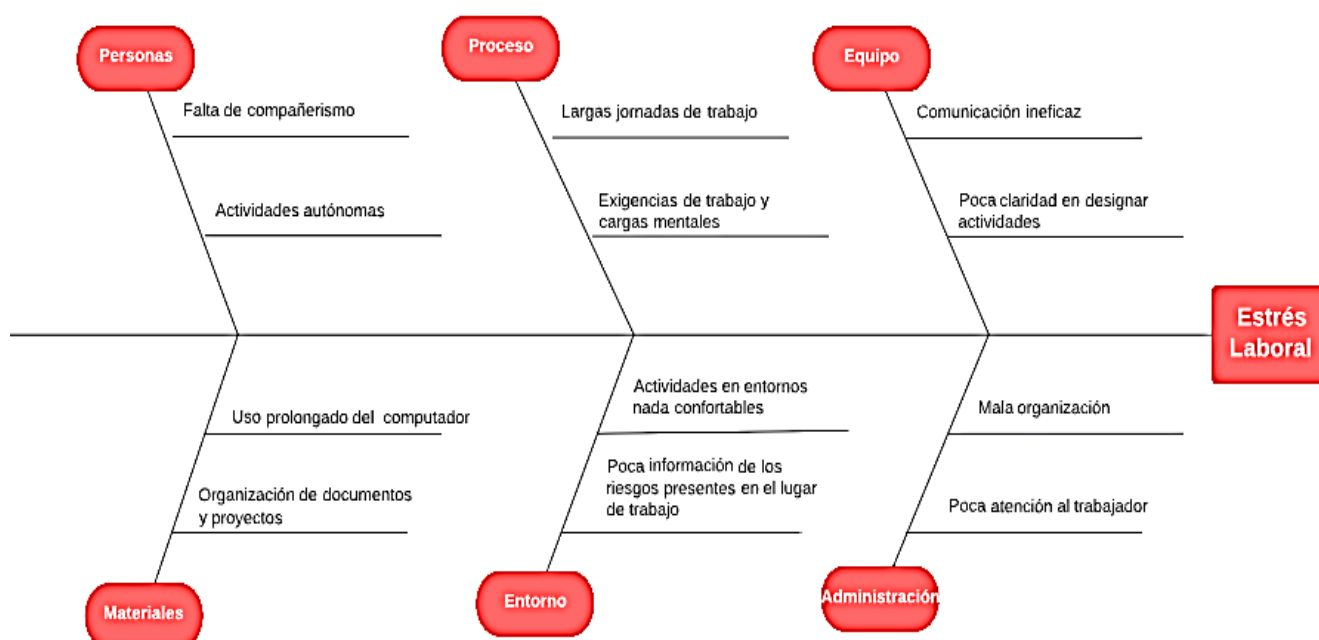 Personas
Proceso
Equipo
Falta de compañerismo
Largas jornadas de trabajo
Comunicación ineficaz
Actividades autónomas
Exigencias de trabajo y
cargas mentales
Poca claridad en designar
actividades
Estrés
Laboral
Uso prolongado del computador
Actividades en entornos
nada confortables
Mala organización
Organización de documentos
y proyectos
Poca información de los
riesgos presentes en el lugar
de trabajo
Poca atención al trabajador
Materiales
Entorno
Administración